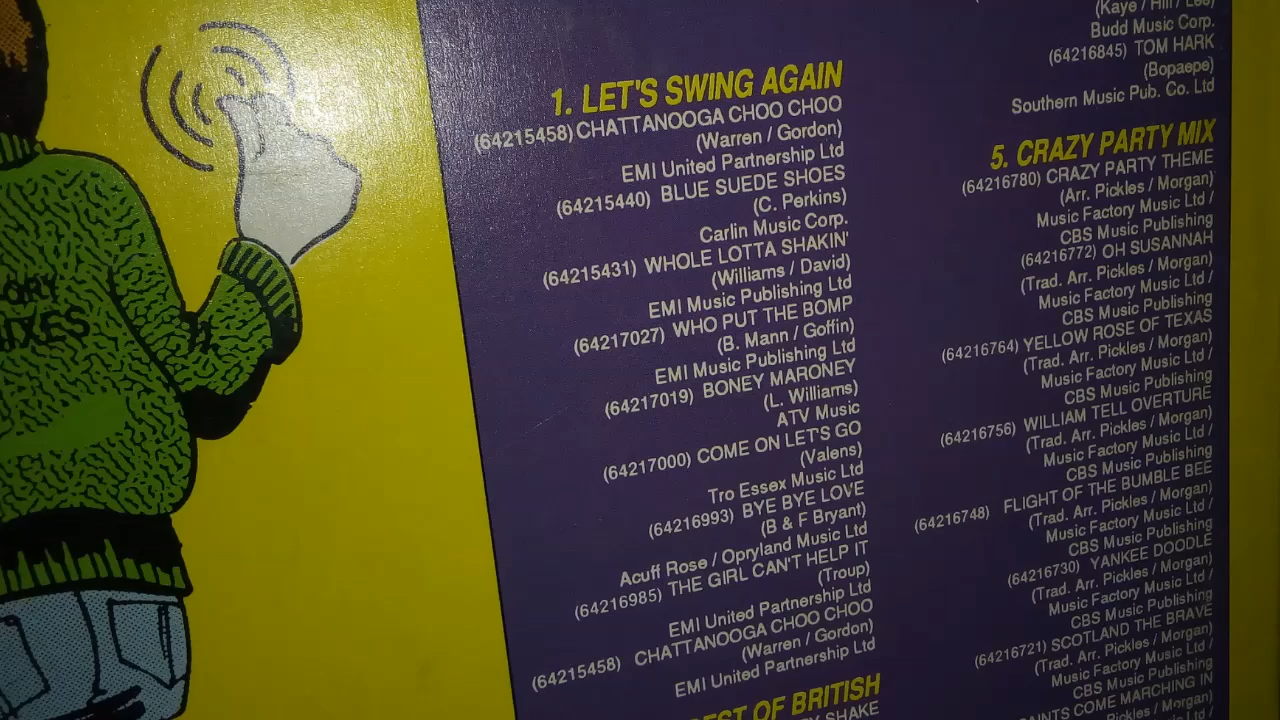 ORY
IXES
1. LET'S SWING AGAIN
(64215458) CHATTANOOGA CHOO CHOO
(Warren / Gordon)
EMI United Partnership Ltd
(64215440) BLUE SUEDE SHOES
(C. Perkins)
Carlin Music Corp.
(64215431) WHOLE LOTTA SHAKIN'
(Williams / David)
EMI Music Publishing Ltd
(64217027) WHO PUT THE BOMP
(B. Mann / Goffin)
EMI Music Publishing Ltd
(64217019) BONEY MARONEY
(L. Williams)
ATV Music
(64217000) COME ON LET'S GO
(Valens)
Tro Essex Music Ltd
(64216993) BYE BYE LOVE
(B & F Bryant)
Acuff Rose / Opryland Music Ltd
(64216985) THE GIRL CAN'T HELP IT
(Troup)
EMI United Partnership Ltd
(64215458) CHATTANOOGA CHOO CHOO
(Warren / Gordon)
EMI United Partnership Ltd
EST OF BRITISH
SHAKE
(Kaye / Hill / Lee)
Budd Music Corp.
(64216845) TOM HARK
(Bopaepe)
Southern Music Pub. Co. Ltd
5. CRAZY PARTY MIX
(64216780) CRAZY PARTY THEME
(Arr. Pickles / Morgan)
Music Factory Music Ltd /
CBS Music Publishing
(64216772) OH SUSANNAH
(Trad. Arr. Pickles / Morgan)
Music Factory Music Ltd /
CBS Music Publishing
(64216764) YELLOW ROSE OF TEXAS
(Trad. Arr. Pickles / Morgan)
Music Factory Music Ltd /
CBS Music Publishing
(64216756) WILLIAM TELL OVERTURE
(Trad. Arr. Pickles / Morgan)
Music Factory Music Ltd /
CBS Music Publishing
(64216748) FLIGHT OF THE BUMBLE BEE
(Trad. Arr. Pickles / Morgan)
Music Factory Music Ltd /
CBS Music Publishing
(64216730) YANKEE DOODLE
(Trad. Arr. Pickles / Morgan)
Music Factory Music Ltd /
CBS Music Publishing
(64216721) SCOTLAND THE BRAVE
(Trad. Arr. Pickles / Morgan)
Music Factory Music Ltd /
CBS Music Publishing
AINTS COME MARCHING IN